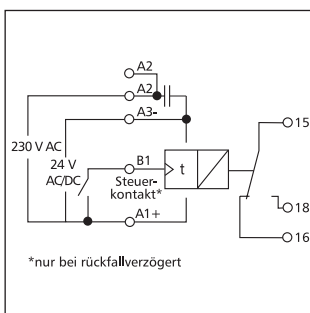 A2
A2
A3-
15
230 V AC
24 V
AC/DC
B1
t
Steuer-
kontakt*
18
A1+
16
*nur bei rückfallverzögert